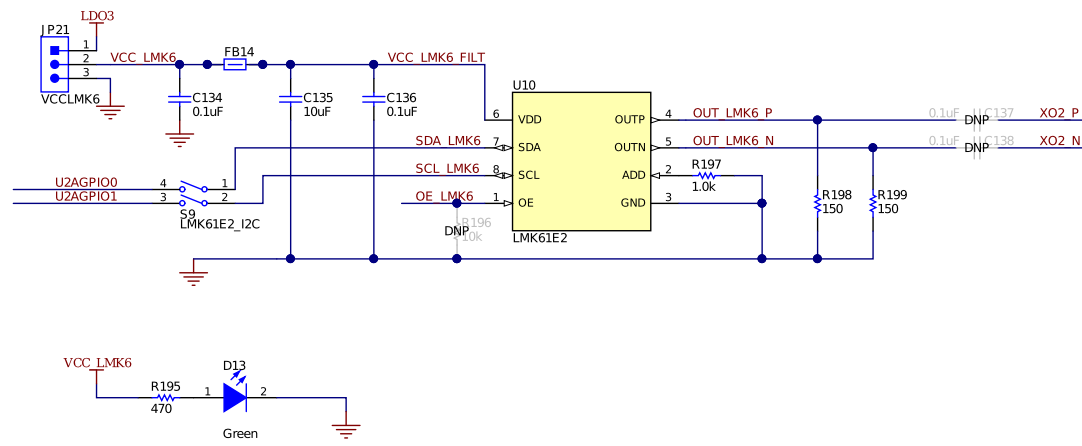 LDO3
JP21
1
2
3
VCCLMK6
VCC_LMK6
FB14
VCC_LMK6_FILT
C134
0.1uF
C135
10uF
C136
0.1uF
U10
6 VDD
7 SDA
8 SCL
1 OE
OUTP 4
OUTN 5
ADD 2
GND 3
LMK61E2
SDA_LMK6
SCL_LMK6
OE_LMK6
U2AGPIO0
U2AGPIO1
4 1
3 2
S9
LMK61E2_I2C
R196
DNP
10k
OUT_LMK6_P
OUT_LMK6_N
R197
1.0k
R198
150
R199
150
0.1uF DNP C137
0.1uF DNP C138
XO2_P
XO2_N
VCC_LMK6
R195
470
1
D13
2
Green